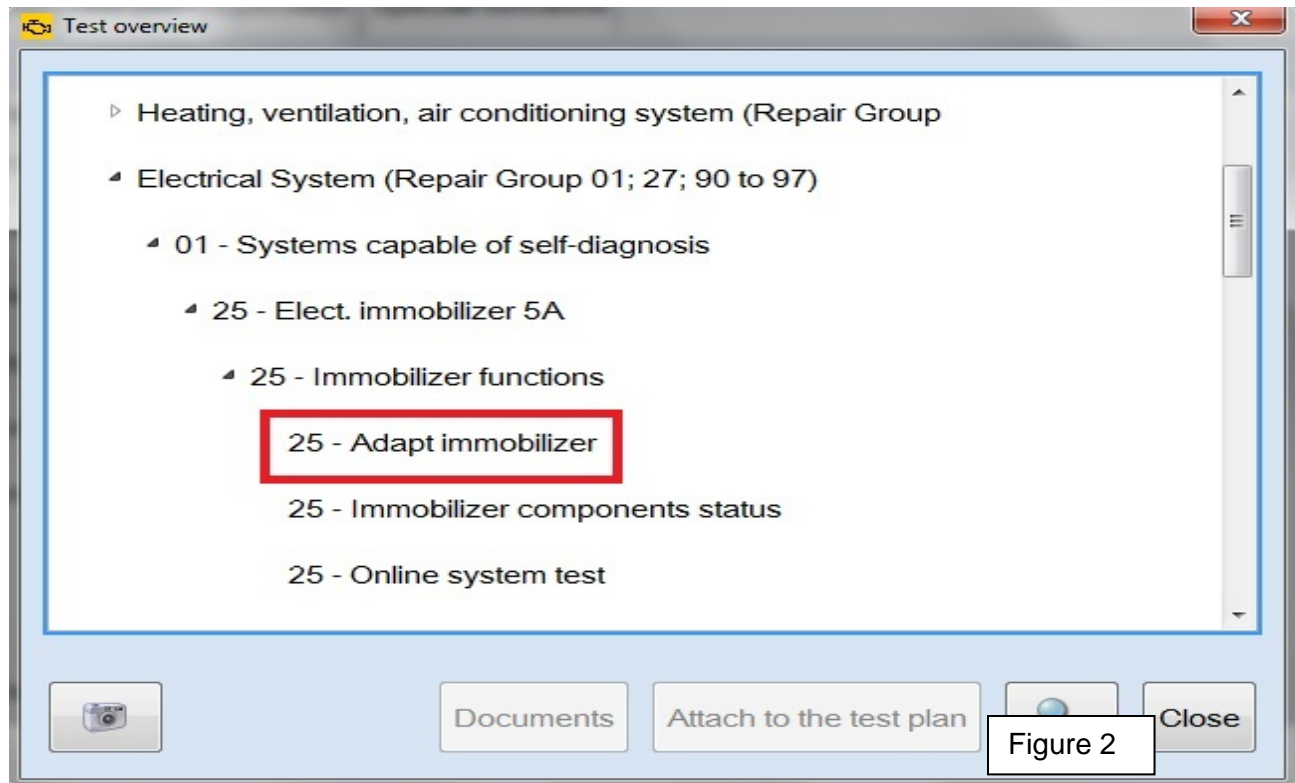 Test overview
Heating, ventilation, air conditioning system (Repair Group
Electrical System (Repair Group 01; 27; 90 to 97)
01 - Systems capable of self-diagnosis
25 - Elect. immobilizer 5A
25 - Immobilizer functions
25 - Adapt immobilizer
25 - Immobilizer components status
25 - Online system test
Documents
Attach to the test plan
Close
Figure 2